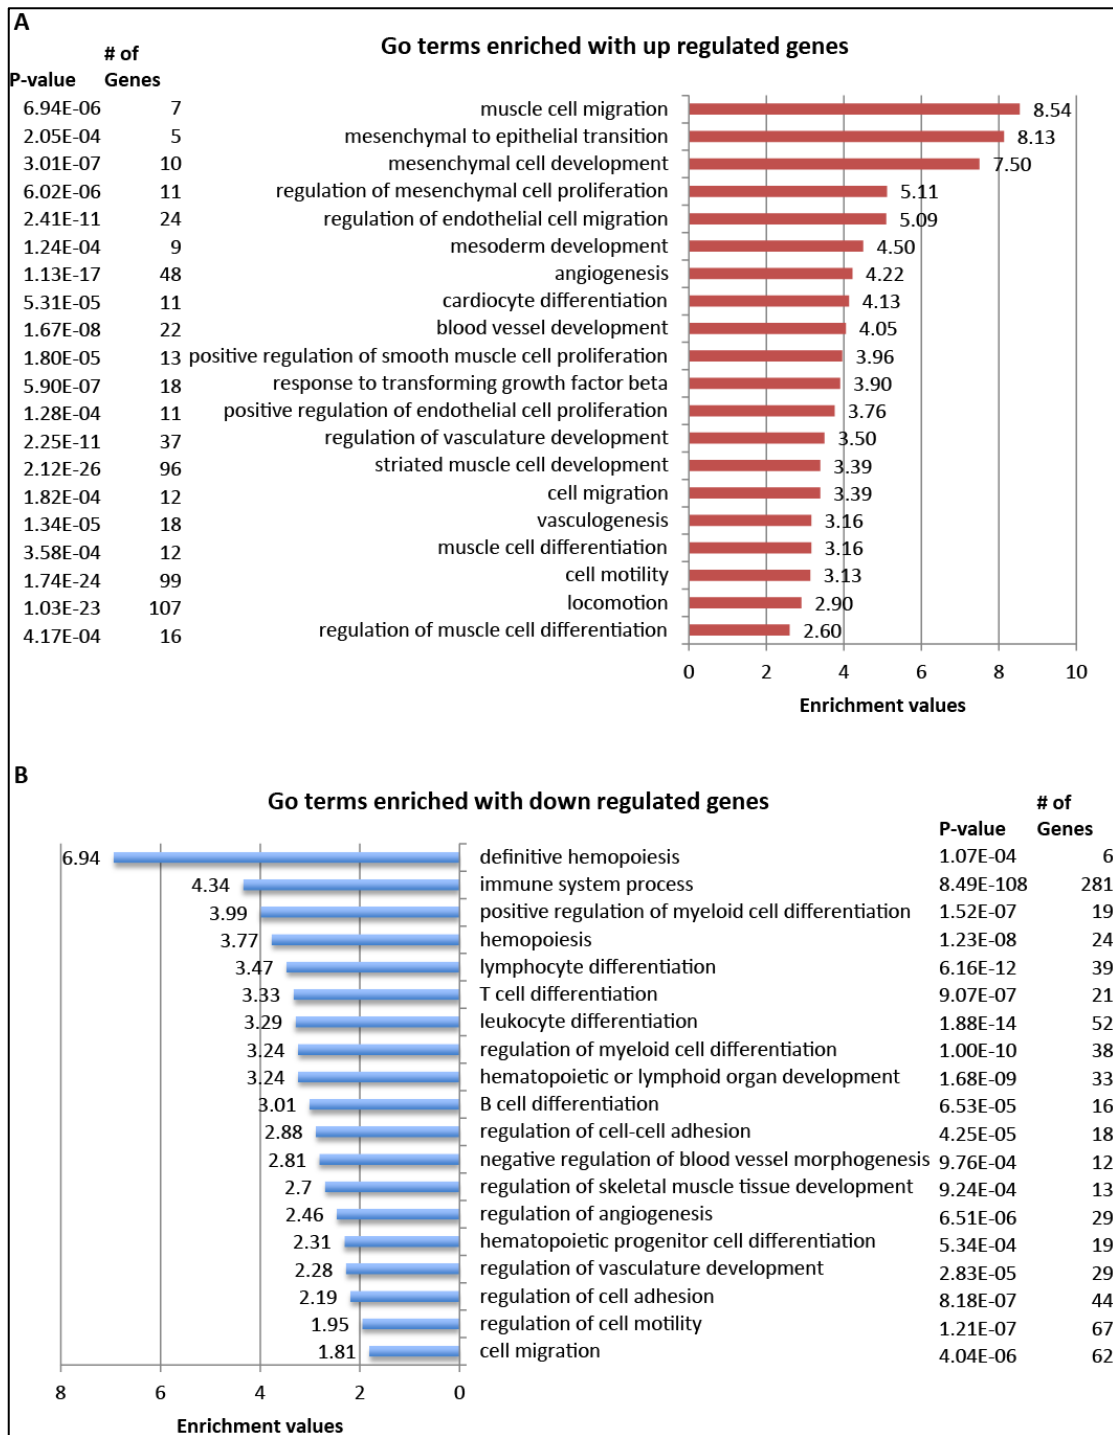 A
Go terms enriched with up regulated genes
# of
P-value Genes
6.94E-06 7 muscle cell migration 8.54
2.05E-04 5 mesenchymal to epithelial transition 8.13
3.01E-07 10 mesenchymal cell development 7.50
6.02E-06 11 regulation of mesenchymal cell proliferation 5.11
2.41E-11 24 regulation of endothelial cell migration 5.09
1.24E-04 9 mesoderm development 4.50
1.13E-17 48 angiogenesis 4.22
5.31E-05 11 cardiocyte differentiation 4.13
1.67E-08 22 blood vessel development 4.05
1.80E-05 13 positive regulation of smooth muscle cell proliferation 3.96
5.90E-07 18 response to transforming growth factor beta 3.90
1.28E-04 11 positive regulation of endothelial cell proliferation 3.76
2.25E-11 37 regulation of vasculature development 3.50
2.12E-26 96 striated muscle cell development 3.39
1.82E-04 12 cell migration 3.39
1.34E-05 18 vasculogenesis 3.16
3.58E-04 12 muscle cell differentiation 3.16
1.74E-24 99 cell motility 3.13
1.03E-23 107 locomotion 2.90
4.17E-04 16 regulation of muscle cell differentiation 2.60
0 2 4 6 8 10
Enrichment values
B
Go terms enriched with down regulated genes
# of
P-value Genes
6.94 definitive hemopoiesis 1.07E-04 6
4.34 immune system process 8.49E-108 281
3.99 positive regulation of myeloid cell differentiation 1.52E-07 19
3.77 hemopoiesis 1.23E-08 24
3.47 lymphocyte differentiation 6.16E-12 39
3.33 T cell differentiation 9.07E-07 21
3.29 leukocyte differentiation 1.88E-14 52
3.24 regulation of myeloid cell differentiation 1.00E-10 38
3.24 hematopoietic or lymphoid organ development 1.68E-09 33
3.01 B cell differentiation 6.53E-05 16
2.88 regulation of cell-cell adhesion 4.25E-05 18
2.81 negative regulation of blood vessel morphogenesis 9.76E-04 12
2.7 regulation of skeletal muscle tissue development 9.24E-04 13
2.46 regulation of angiogenesis 6.51E-06 29
2.31 hematopoietic progenitor cell differentiation 5.34E-04 19
2.28 regulation of vasculature development 2.83E-05 29
2.19 regulation of cell adhesion 8.18E-07 44
1.95 regulation of cell motility 1.21E-07 67
1.81 cell migration 4.04E-06 62
8 6 4 2 0
Enrichment values